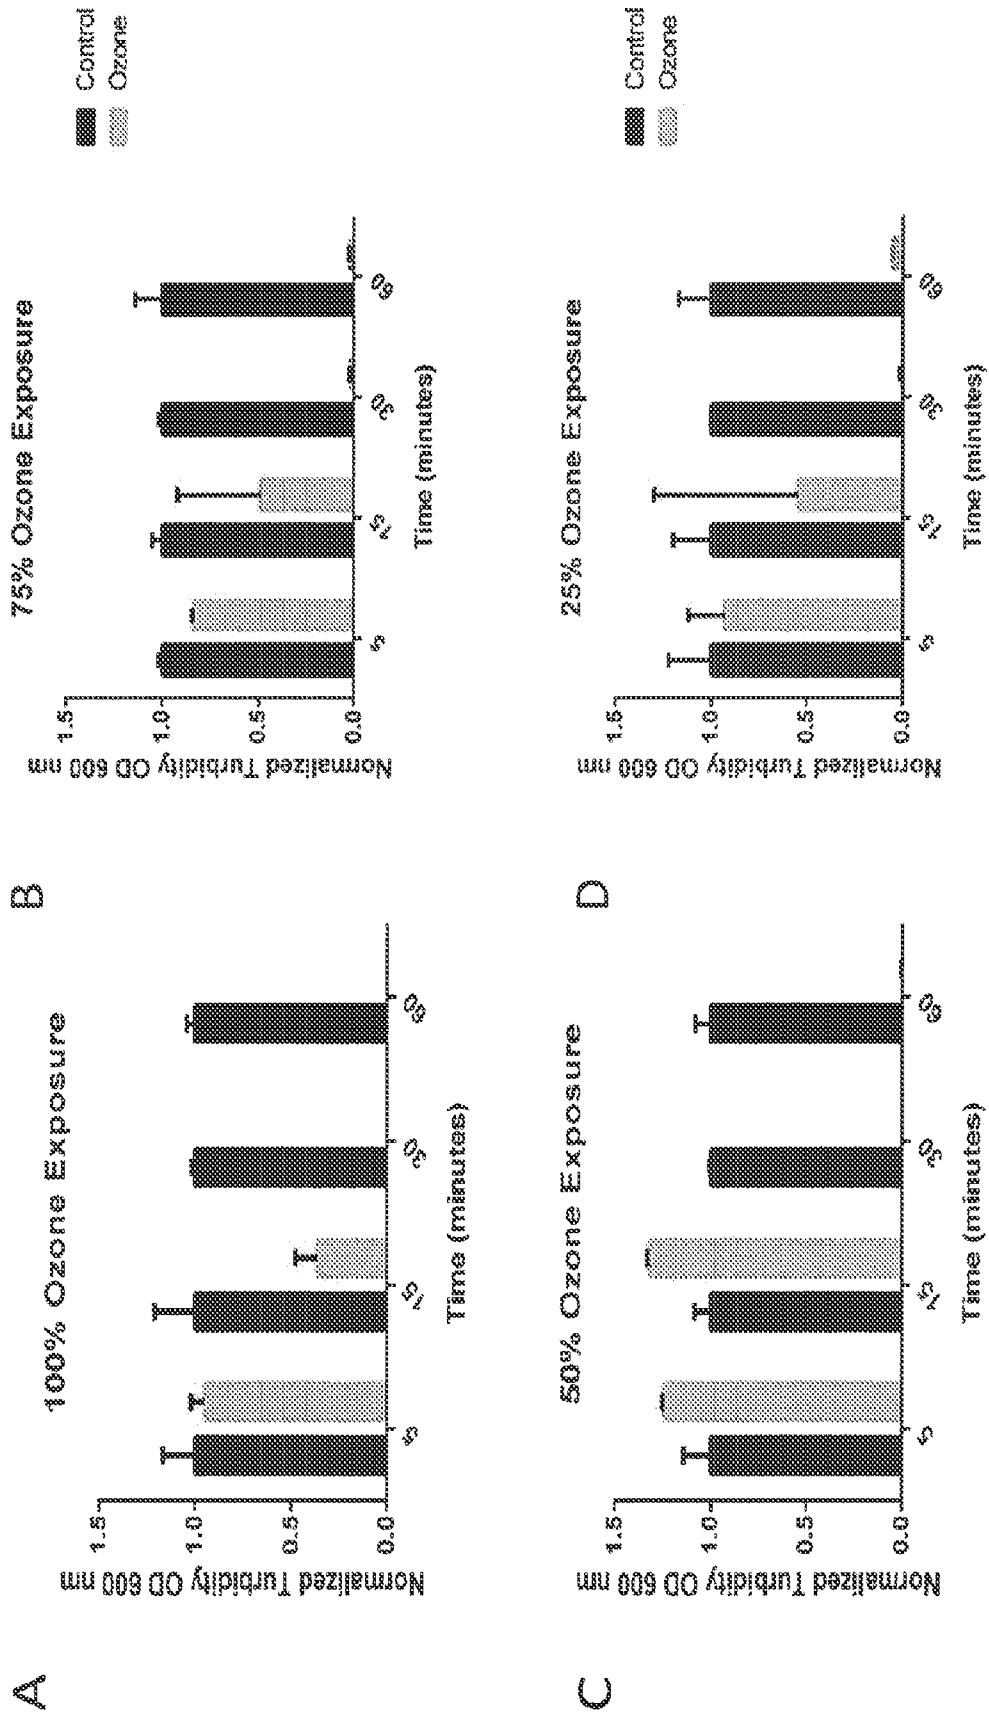 A
100% Ozone Exposure
Normalized Turbidity OD 600 nm
1.5
1.0
0.5
0.0
5
15
30
60
Time (minutes)
B
75% Ozone Exposure
Normalized Turbidity OD 600 nm
1.5
1.0
0.5
0.0
5
15
30
60
Time (minutes)
Control
Ozone
C
50% Ozone Exposure
Normalized Turbidity OD 600 nm
1.5
1.0
0.5
0.0
5
15
30
60
Time (minutes)
D
25% Ozone Exposure
Normalized Turbidity OD 600 nm
1.5
1.0
0.5
0.0
5
15
30
60
Time (minutes)
Control
Ozone